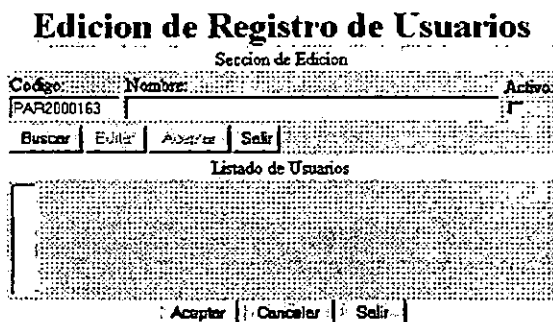 Edicion de Registro de Usuarios
Seccion de Edicion
Codigo: Nombre: Activo:
PAR2000163
Buscar Editar Aceptar Salir
Listado de Usuarios
Aceptar Cancelar Salir